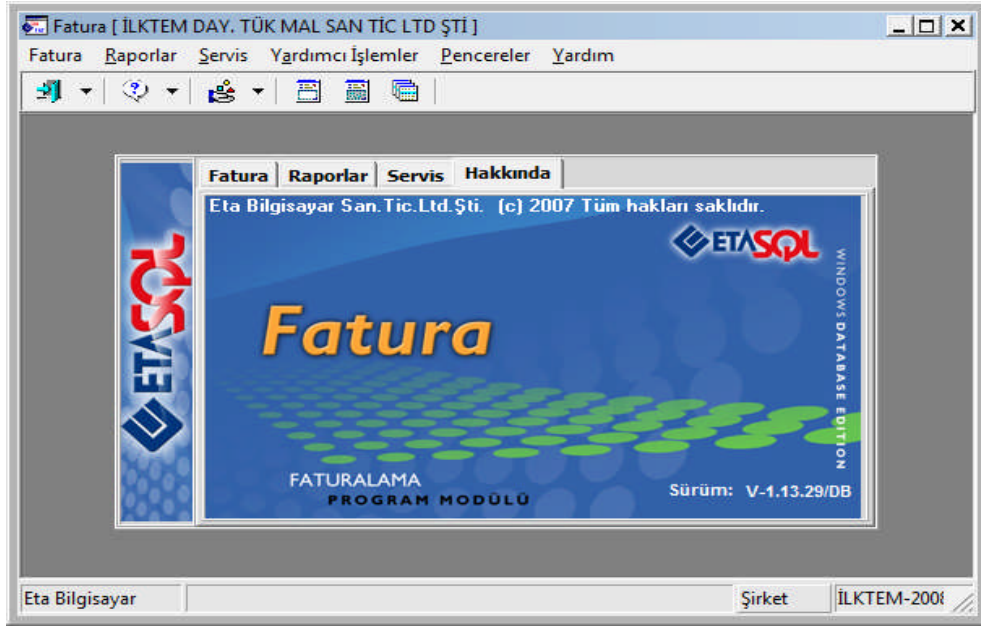 Fatura [ İLKTEM DAY. TÜK MAL SAN TİC LTD ŞTİ ]
Fatura Raporlar Servis Yardımcı İşlemler Pencereler Yardım
Fatura Raporlar Servis Hakkında
Eta Bilgisayar San.Tic.Ltd.Şti. (c) 2007 Tüm hakları saklıdır.
ETASQL
ETASQL
WINDOWS DATABASE EDITION
Fatura
FATURALAMA
PROGRAM MODÜLÜ
Sürüm: V-1.13.29/DB
Eta Bilgisayar Şirket İLKTEM-2008